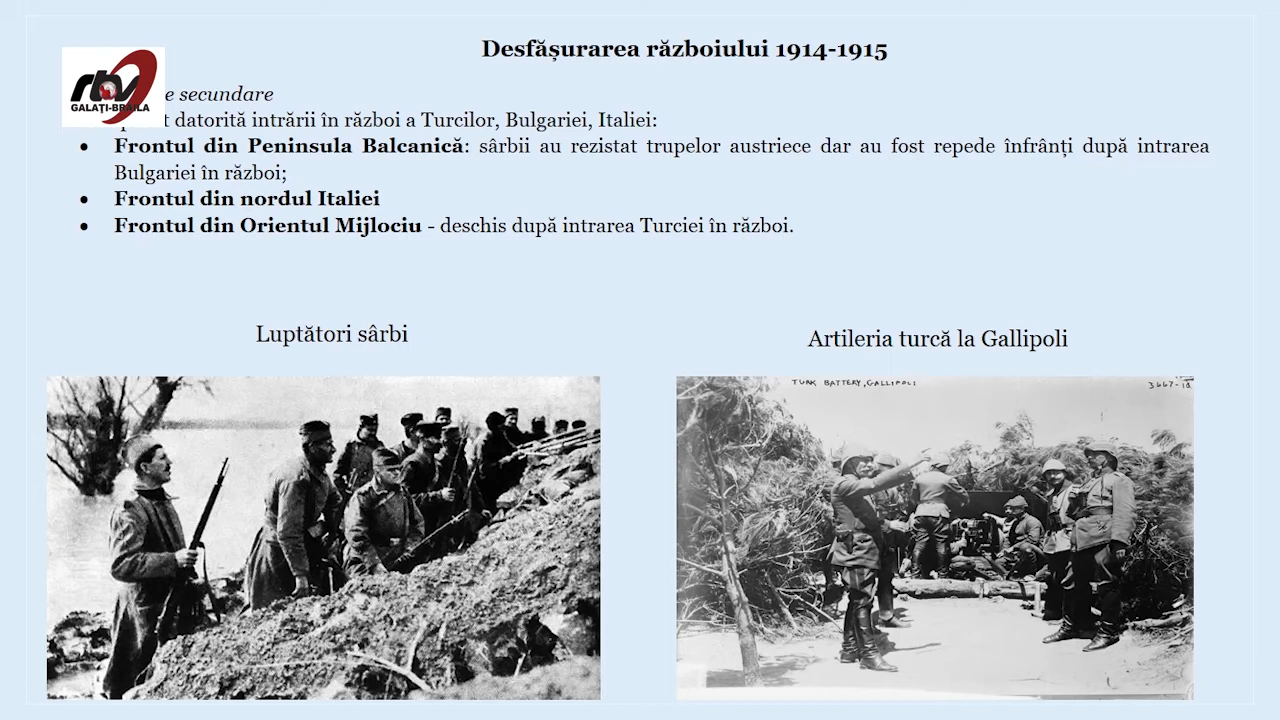 Desfășurarea războiului 1914-1915
rtv
GALAȚI-BRĂILA
secundare
datorită intrării în război a Turcilor, Bulgariei, Italiei:
• Frontul din Peninsula Balcanică: sârbii au rezistat trupelor austriece dar au fost repede înfrânți după intrarea
Bulgariei în război;
• Frontul din nordul Italiei
• Frontul din Orientul Mijlociu - deschis după intrarea Turciei în război.
Luptători sârbi
Artileria turcă la Gallipoli
TURK BATTERY, GALLIPOLI
3667-10